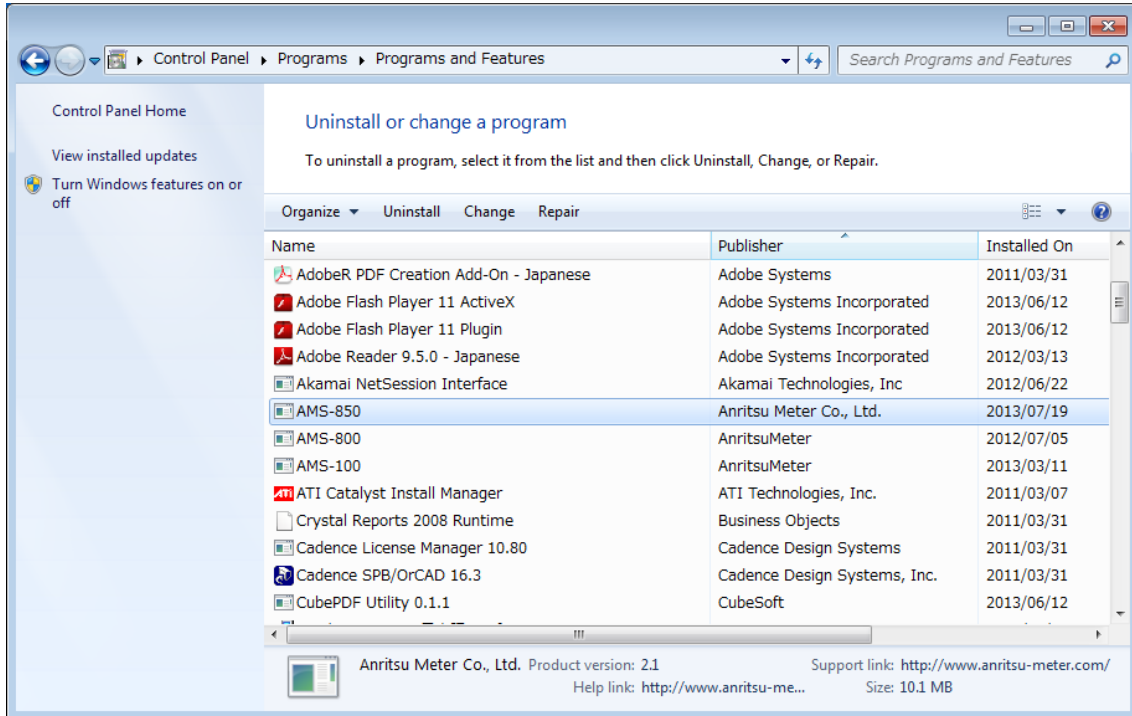 Control Panel Programs Programs and Features Search Programs and Features
Control Panel Home
View installed updates
Turn Windows features on or
off
Uninstall or change a program
To uninstall a program, select it from the list and then click Uninstall, Change, or Repair.
Organize Uninstall Change Repair
Name Publisher Installed On
AdobeR PDF Creation Add-On - Japanese Adobe Systems 2011/03/31
Adobe Flash Player 11 ActiveX Adobe Systems Incorporated 2013/06/12
Adobe Flash Player 11 Plugin Adobe Systems Incorporated 2013/06/12
Adobe Reader 9.5.0 - Japanese Adobe Systems Incorporated 2012/03/13
Akamai NetSession Interface Akamai Technologies, Inc 2012/06/22
AMS-850 Anritsu Meter Co., Ltd. 2013/07/19
AMS-800 AnritsuMeter 2012/07/05
AMS-100 AnritsuMeter 2013/03/11
ATI ATI Catalyst Install Manager ATI Technologies, Inc. 2011/03/07
Crystal Reports 2008 Runtime Business Objects 2011/03/31
Cadence License Manager 10.80 Cadence Design Systems 2011/03/31
Cadence SPB/OrCAD 16.3 Cadence Design Systems, Inc. 2011/03/31
CubePDF Utility 0.1.1 CubeSoft 2013/06/12
Anritsu Meter Co., Ltd. Product version: 2.1 Support link: http://www.anritsu-meter.com/
Help link: http://www.anritsu-me... Size: 10.1 MB